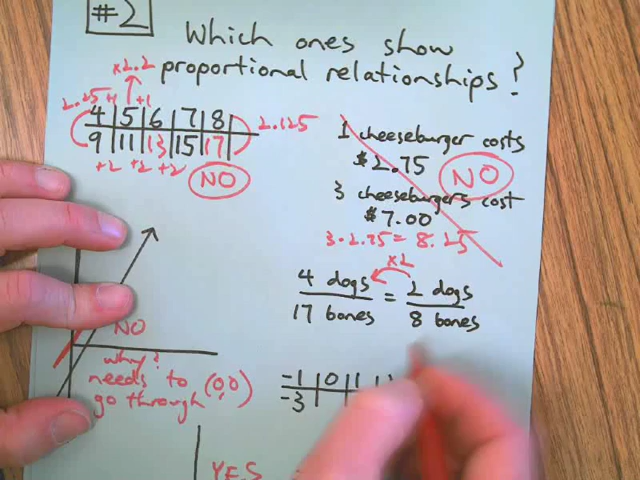 #2
Which ones show
proportional relationships?
x2.2
2.25 +1 +1
4 5 6 7 8
9 11 13 15 17
2.125
+2 +2 +2
NO
1 cheeseburger costs
$2.75
NO
3 cheeseburgers cost
$7.00
3 · 2.75 = 8.25
x2
4 dogs = 2 dogs
17 bones 8 bones
NO
why?
needs to (0,0)
go through
-1 0 1
-3
YES